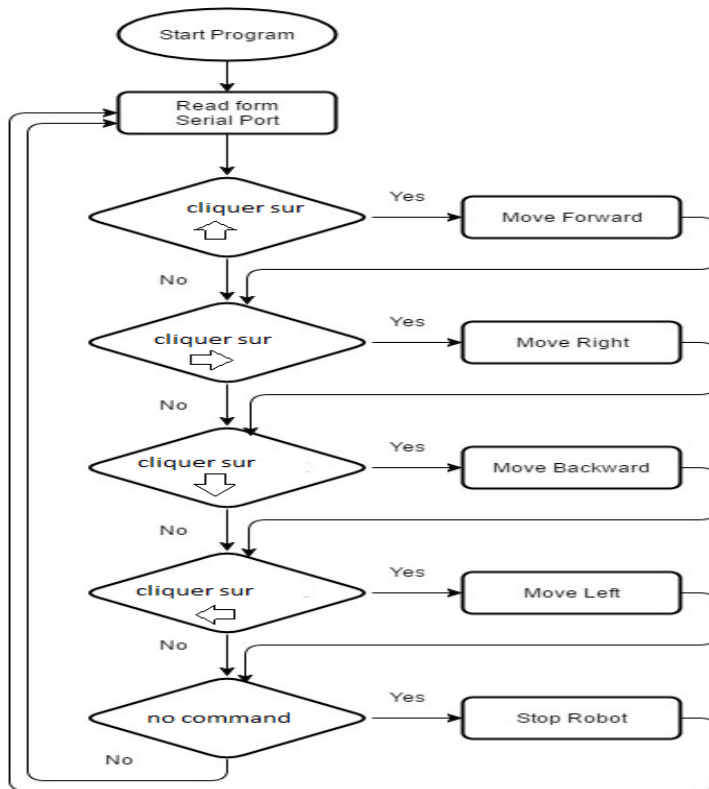 Start Program
Read form
Serial Port
cliquer sur
Yes
Move Forward
No
cliquer sur
Yes
Move Right
No
cliquer sur
Yes
Move Backward
No
cliquer sur
Yes
Move Left
No
no command
Yes
Stop Robot
No